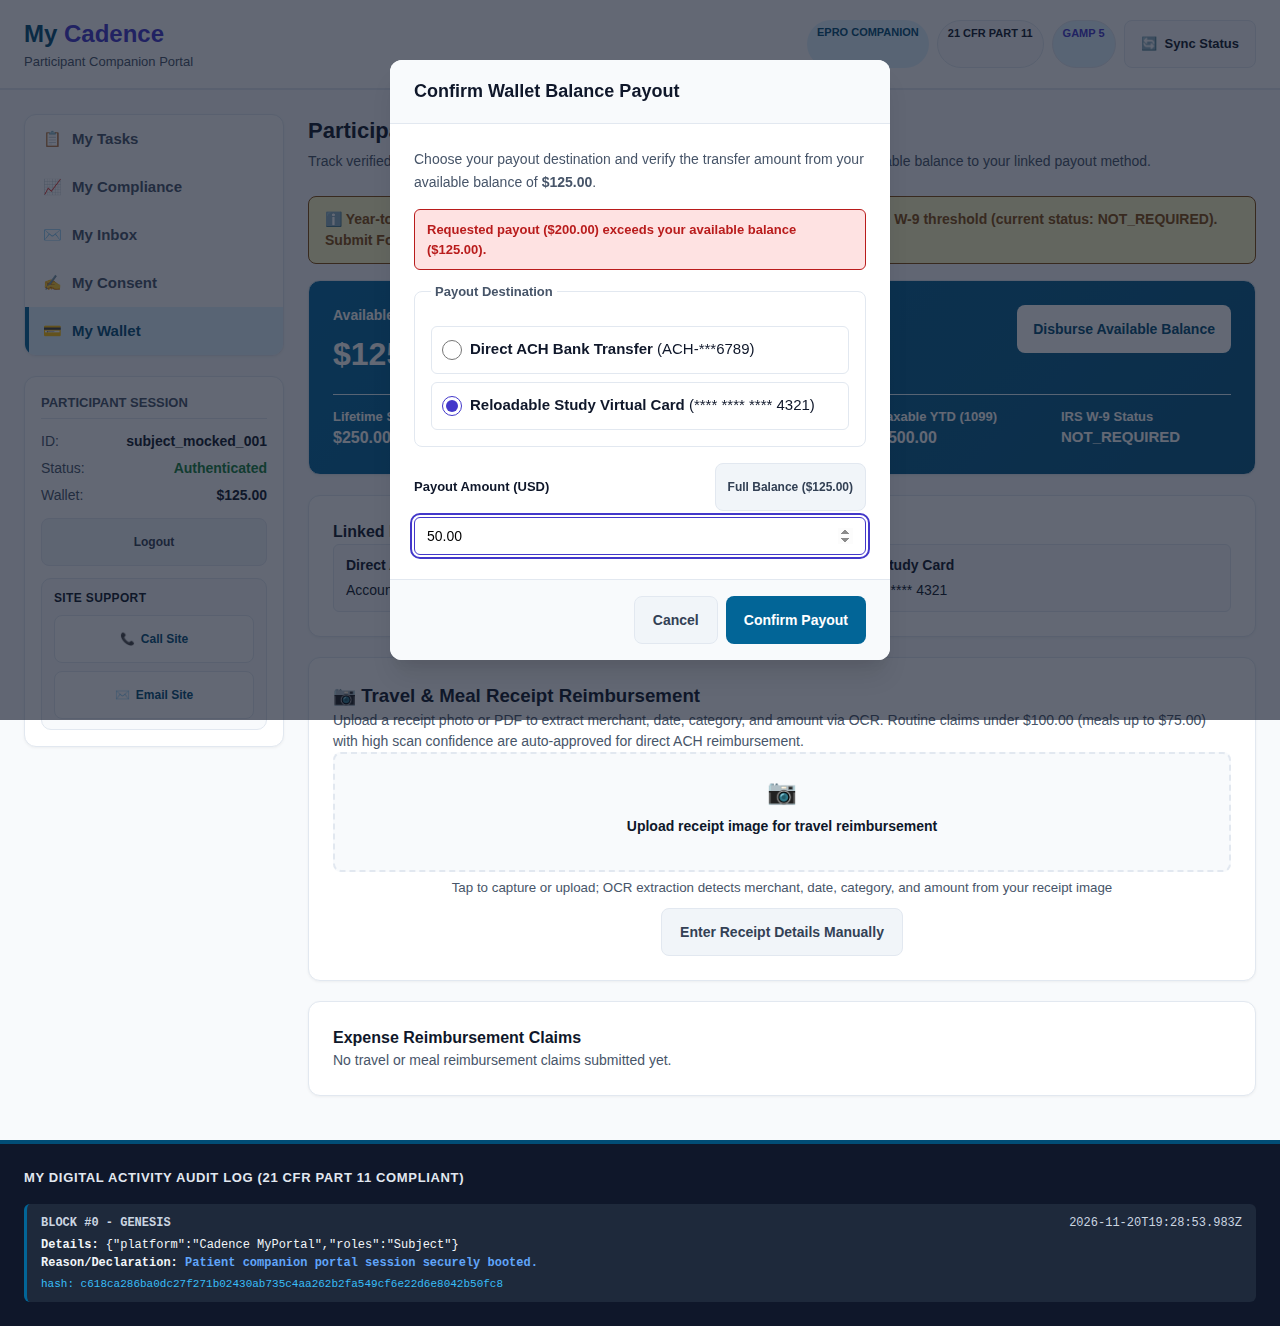 My Cadence
Participant Companion Portal
EPRO COMPANION
21 CFR PART 11
GAMP 5
🔄 Sync Status
📋 My Tasks
📈 My Compliance
✉️ My Inbox
✍️ My Consent
💳 My Wallet
PARTICIPANT SESSION
ID: subject_mocked_001
Status: Authenticated
Wallet: $125.00
Logout
SITE SUPPORT
📞 Call Site
✉️ Email Site
Track verified
able balance to your linked payout method.
ℹ️ Year-to
W-9 threshold (current status: NOT_REQUIRED).
Submit
Available
Disburse Available Balance
Lifetime
$250.00
YTD (1099)
IRS W-9 Status
NOT_REQUIRED
Linked
Direct
Study Card
**** 4321
Confirm Wallet Balance Payout
Choose your payout destination and verify the transfer amount from your
available balance of $125.00.
Requested payout ($200.00) exceeds your available balance
($125.00).
Payout Destination
Direct ACH Bank Transfer (ACH-***6789)
Reloadable Study Virtual Card (**** **** **** 4321)
Payout Amount (USD)
Full Balance ($125.00)
50.00
Cancel
Confirm Payout
📷 Travel & Meal Receipt Reimbursement
Upload a receipt photo or PDF to extract merchant, date, category, and amount via OCR. Routine claims under $100.00 (meals up to $75.00)
with high scan confidence are auto-approved for direct ACH reimbursement.
📷
Upload receipt image for travel reimbursement
Tap to capture or upload; OCR extraction detects merchant, date, category, and amount from your receipt image
Enter Receipt Details Manually
Expense Reimbursement Claims
No travel or meal reimbursement claims submitted yet.
MY DIGITAL ACTIVITY AUDIT LOG (21 CFR PART 11 COMPLIANT)
BLOCK #0 - GENESIS
2026-11-20T19:28:53.983Z
Details: {"platform":"Cadence MyPortal","roles":"Subject"}
Reason/Declaration: Patient companion portal session securely booted.
hash: c618ca286ba0dc27f271b02430ab735c4aa262b2fa549cf6e22d6e8042b50fc8